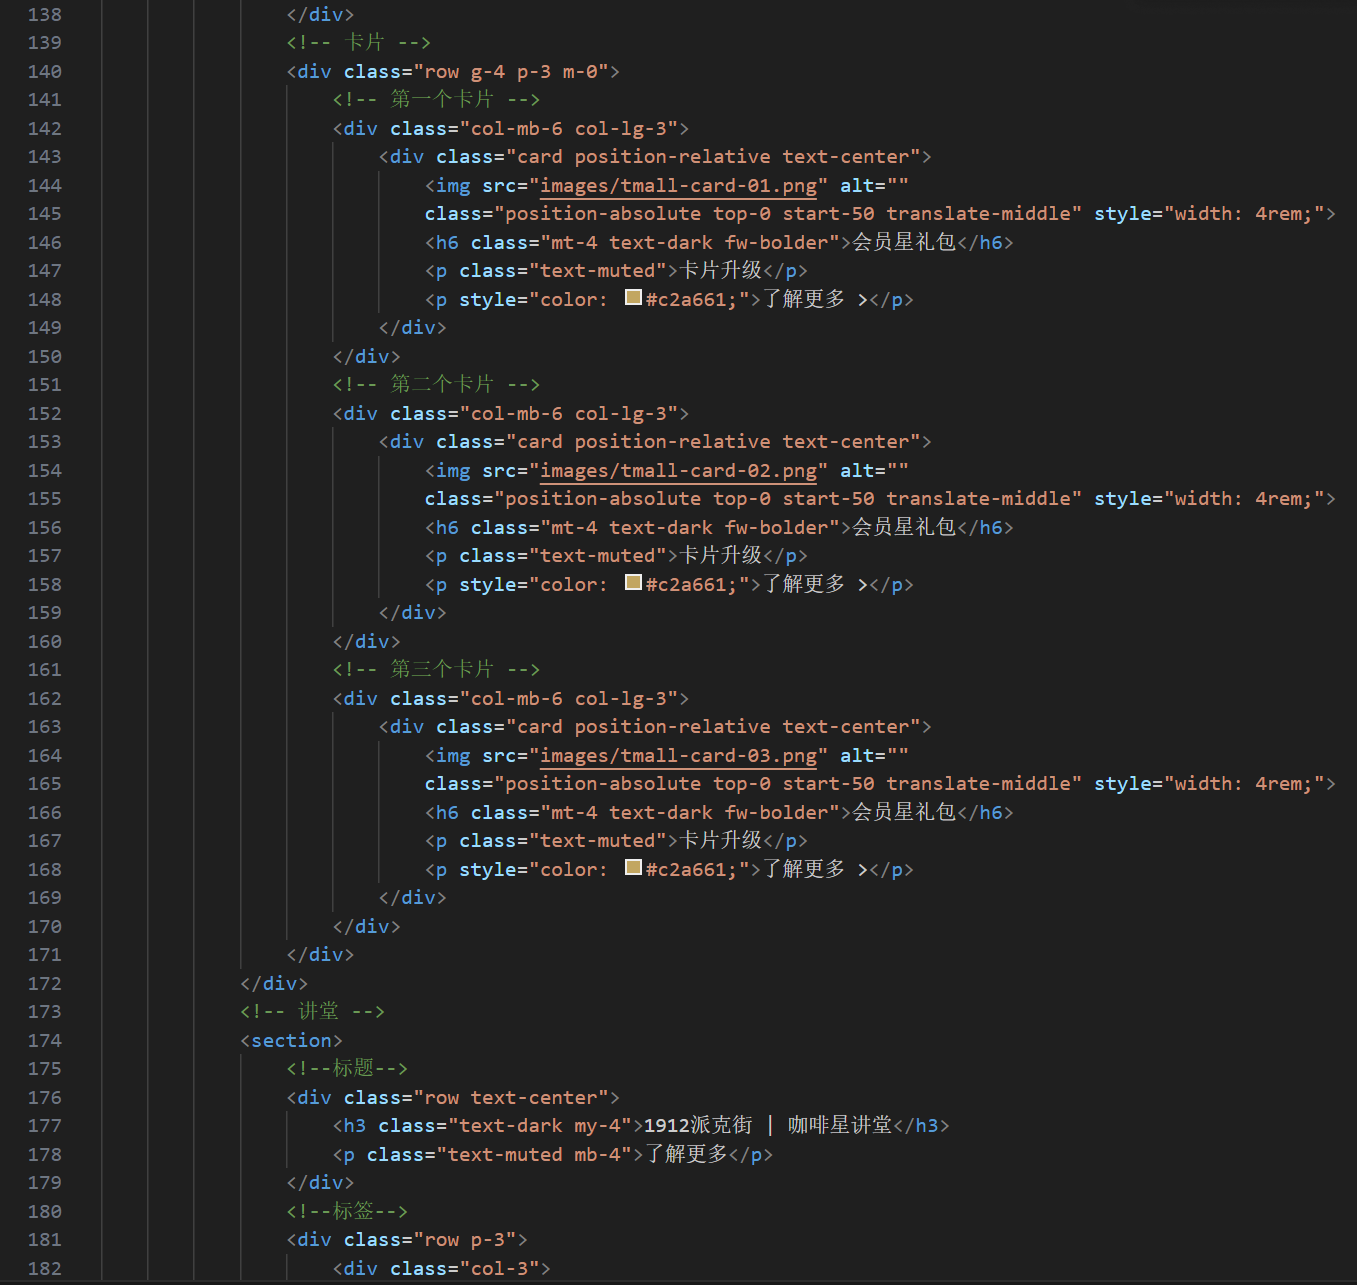 138 </div>
139 <!-- 卡片 -->
140 <div class="row g-4 p-3 m-0">
141 <!-- 第一个卡片 -->
142 <div class="col-mb-6 col-lg-3">
143 <div class="card position-relative text-center">
144 <img src="images/tmall-card-01.png" alt=""
145 class="position-absolute top-0 start-50 translate-middle" style="width: 4rem;">
146 <h6 class="mt-4 text-dark fw-bolder">会员星礼包</h6>
147 <p class="text-muted">卡片升级</p>
148 <p style="color: #c2a661;">了解更多 ></p>
149 </div>
150 </div>
151 <!-- 第二个卡片 -->
152 <div class="col-mb-6 col-lg-3">
153 <div class="card position-relative text-center">
154 <img src="images/tmall-card-02.png" alt=""
155 class="position-absolute top-0 start-50 translate-middle" style="width: 4rem;">
156 <h6 class="mt-4 text-dark fw-bolder">会员星礼包</h6>
157 <p class="text-muted">卡片升级</p>
158 <p style="color: #c2a661;">了解更多 ></p>
159 </div>
160 </div>
161 <!-- 第三个卡片 -->
162 <div class="col-mb-6 col-lg-3">
163 <div class="card position-relative text-center">
164 <img src="images/tmall-card-03.png" alt=""
165 class="position-absolute top-0 start-50 translate-middle" style="width: 4rem;">
166 <h6 class="mt-4 text-dark fw-bolder">会员星礼包</h6>
167 <p class="text-muted">卡片升级</p>
168 <p style="color: #c2a661;">了解更多 ></p>
169 </div>
170 </div>
171 </div>
172 </div>
173 <!-- 讲堂 -->
174 <section>
175 <!--标题-->
176 <div class="row text-center">
177 <h3 class="text-dark my-4">1912派克街 | 咖啡星讲堂</h3>
178 <p class="text-muted mb-4">了解更多</p>
179 </div>
180 <!--标签-->
181 <div class="row p-3">
182 <div class="col-3">